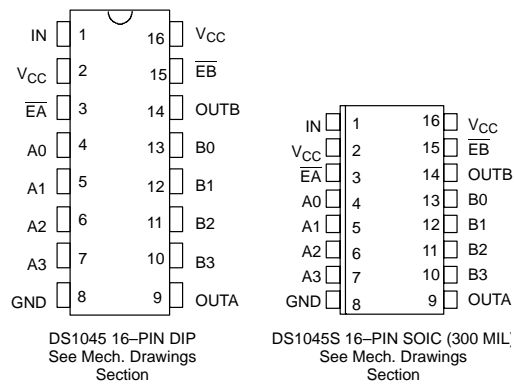 IN 1 16 VCC
VCC 2 15 EB
EA 3 14 OUTB
A0 4 13 B0
A1 5 12 B1
A2 6 11 B2
A3 7 10 B3
GND 8 9 OUTA
DS1045 16–PIN DIP
See Mech. Drawings
Section
IN 1 16 VCC
VCC 2 15 EB
EA 3 14 OUTB
A0 4 13 B0
A1 5 12 B1
A2 6 11 B2
A3 7 10 B3
GND 8 9 OUTA
DS1045S 16–PIN SOIC (300 MIL)
See Mech. Drawings
Section